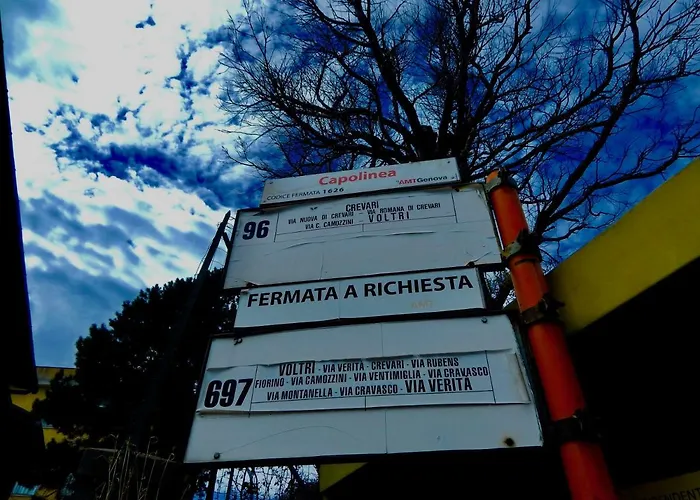 Capolinea
CODICE FERMATA 1626
AMTGenova
96
CREVARI
VIA NUOVA DI CREVARI - VIA ROMANA DI CREVARI
VIA C. CAMOZZINI - VOLTRI
FERMATA A RICHIESTA
697
VOLTRI - VIA VERITÀ - CREVARI - VIA RUBENS
FIORINO - VIA CAMOZZINI - VIA VENTIMIGLIA - VIA CRAVASCO
VIA MONTANELLA - VIA CRAVASCO - VIA VERITÀ